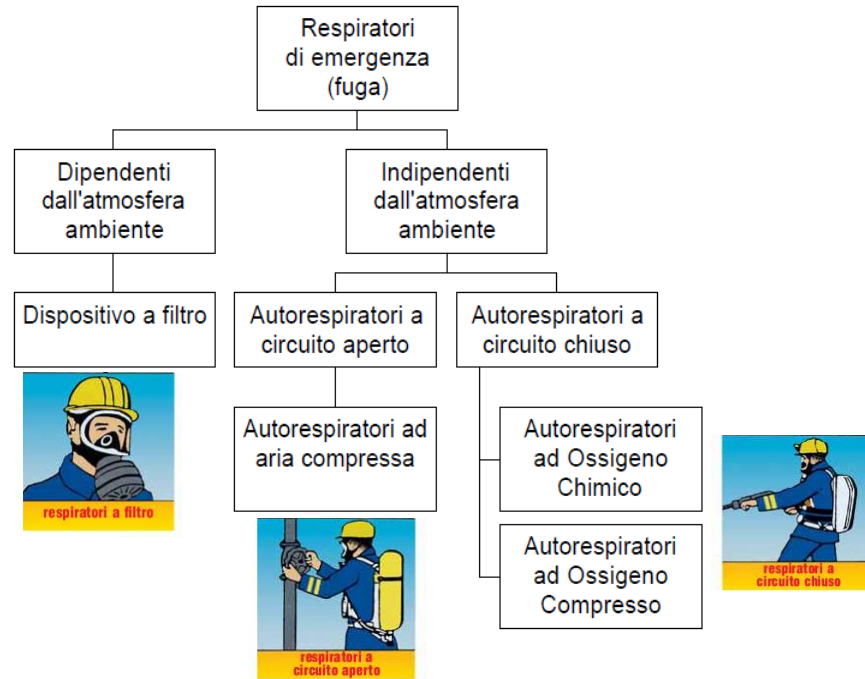 Respiratori
di emergenza
(fuga)
Dipendenti
dall'atmosfera
ambiente
Indipendenti
dall'atmosfera
ambiente
Dispositivo a filtro
Autorespiratori a
circuito aperto
Autorespiratori a
circuito chiuso
respiratori a filtro
Autorespiratori ad
aria compressa
Autorespiratori
ad Ossigeno
Chimico
respiratori a
circuito chiuso
Autorespiratori
ad Ossigeno
Compresso
respiratori a
circuito aperto